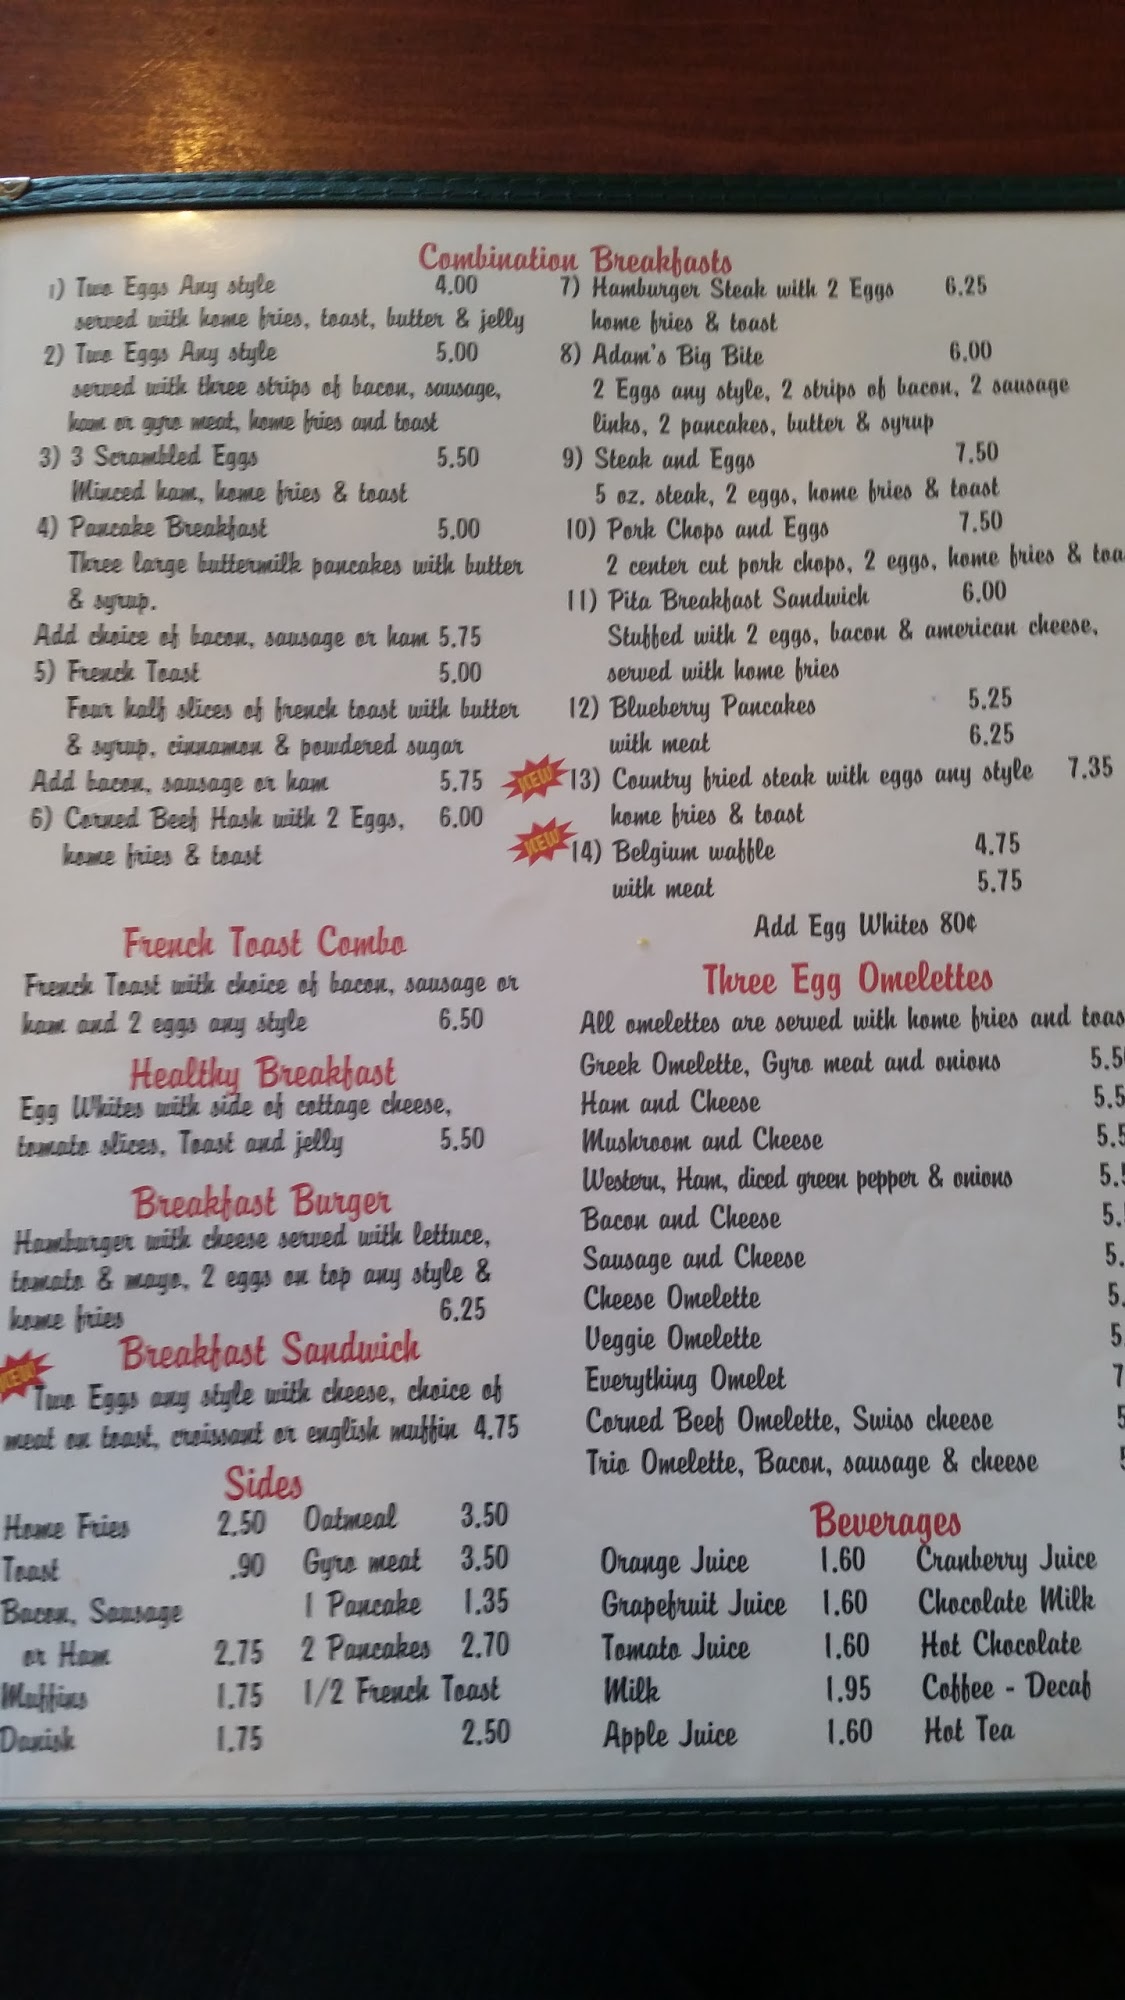 Combination Breakfasts
1) Two Eggs Any style 4.00
served with home fries, toast, butter & jelly
2) Two Eggs Any style 5.00
served with three strips of bacon, sausage,
ham or gyro meat, home fries and toast
3) 3 Scrambled Eggs 5.50
Minced ham, home fries & toast
4) Pancake Breakfast 5.00
Three large buttermilk pancakes with butter
& syrup.
Add choice of bacon, sausage or ham 5.75
5) French Toast 5.00
Four half slices of french toast with butter
& syrup, cinnamon & powdered sugar
Add bacon, sausage or ham 5.75
6) Corned Beef Hash with 2 Eggs, 6.00
home fries & toast
7) Hamburger Steak with 2 Eggs 6.25
home fries & toast
8) Adam's Big Bite 6.00
2 Eggs any style, 2 strips of bacon, 2 sausage
links, 2 pancakes, butter & syrup
9) Steak and Eggs 7.50
5 oz. steak, 2 eggs, home fries & toast
10) Pork Chops and Eggs 7.50
2 center cut pork chops, 2 eggs, home fries & toa
11) Pita Breakfast Sandwich 6.00
Stuffed with 2 eggs, bacon & american cheese,
served with home fries
12) Blueberry Pancakes 5.25
with meat 6.25
NEW 13) Country fried steak with eggs any style 7.35
home fries & toast
NEW 14) Belgium waffle 4.75
with meat 5.75
Add Egg Whites 80¢
French Toast Combo
French Toast with choice of bacon, sausage or
ham and 2 eggs any style 6.50
Healthy Breakfast
Egg Whites with side of cottage cheese,
tomato slices, Toast and jelly 5.50
Breakfast Burger
Hamburger with cheese served with lettuce,
tomato & mayo, 2 eggs on top any style &
home fries 6.25
Breakfast Sandwich
NEW Two Eggs any style with cheese, choice of
meat on toast, croissant or english muffin 4.75
Sides
Home Fries 2.50
Toast .90
Bacon, Sausage
or Ham 2.75
Muffins 1.75
Danish 1.75
Oatmeal 3.50
Gyro meat 3.50
1 Pancake 1.35
2 Pancakes 2.70
1/2 French Toast
2.50
Three Egg Omelettes
All omelettes are served with home fries and toas
Greek Omelette, Gyro meat and onions 5.5
Ham and Cheese 5.5
Mushroom and Cheese 5.5
Western, Ham, diced green pepper & onions 5.
Bacon and Cheese 5.
Sausage and Cheese 5.
Cheese Omelette 5.
Veggie Omelette 5
Everything Omelet 7
Corned Beef Omelette, Swiss cheese 5
Trio Omelette, Bacon, sausage & cheese
Beverages
Orange Juice 1.60
Grapefruit Juice 1.60
Tomato Juice 1.60
Milk 1.95
Apple Juice 1.60
Cranberry Juice
Chocolate Milk
Hot Chocolate
Coffee - Decaf
Hot Tea